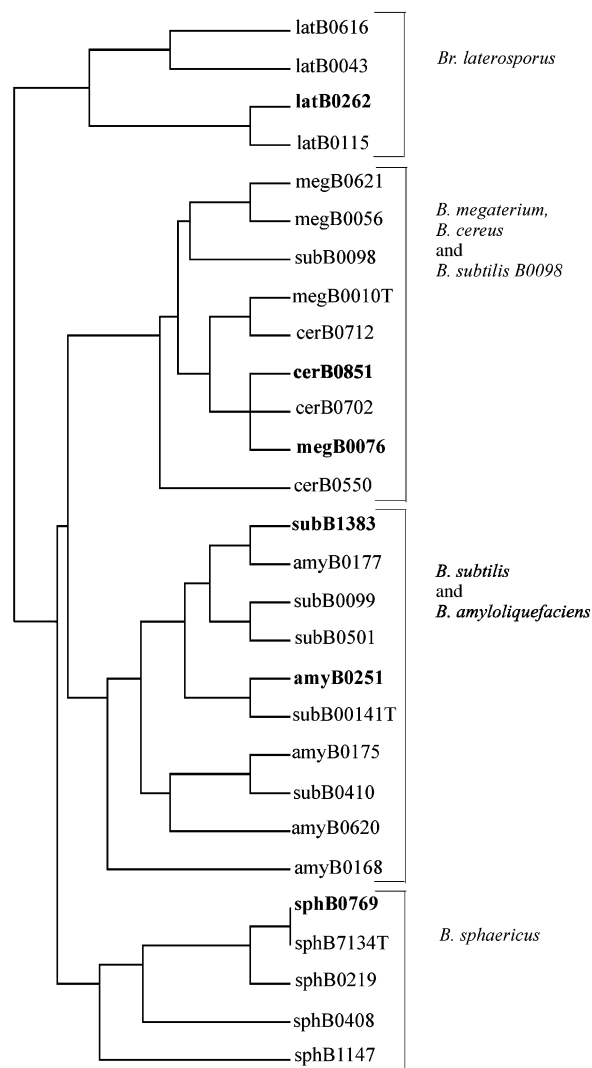 latB0616
latB0043
latB0262
latB0115
Br. laterosporus
megB0621
megB0056
subB0098
megB0010T
cerB0712
cerB0851
cerB0702
megB0076
cerB0550
B. megaterium,
B. cereus
and
B. subtilis B0098
subB1383
amyB0177
subB0099
subB0501
amyB0251
subB00141T
amyB0175
subB0410
amyB0620
amyB0168
B. subtilis
and
B. amyloliquefaciens
sphB0769
sphB7134T
sphB0219
sphB0408
sphB1147
B. sphaericus